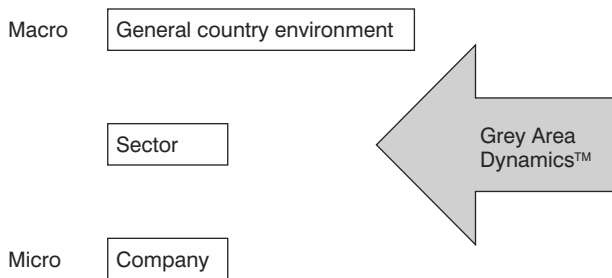 Macro General country environment
Sector
Grey Area
Dynamics™
Micro Company